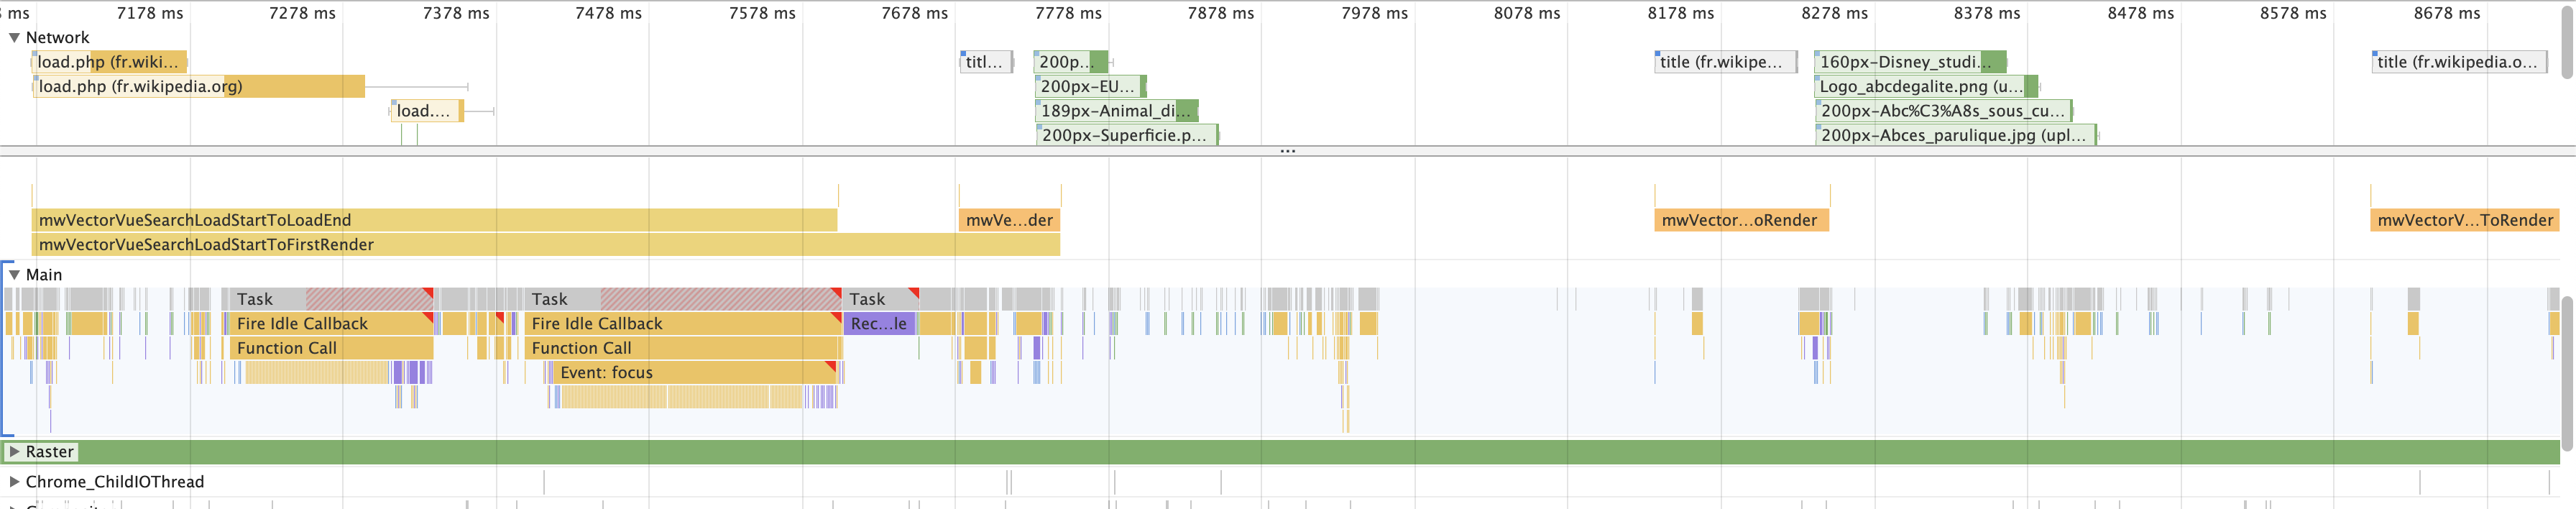 ms 7178 ms 7278 ms 7378 ms 7478 ms 7578 ms 7678 ms 7778 ms 7878 ms 7978 ms 8078 ms 8178 ms 8278 ms 8378 ms 8478 ms 8578 ms 8678 ms
Network
load.php (fr.wiki... titl... 200p... title (fr.wikipe... 160px-Disney_studi... title (fr.wikipedia.o...
load.php (fr.wikipedia.org) 200px-EU... Logo_abcdegalite.png (u...
load.... 189px-Animal_di... 200px-Abc%C3%A8s_sous_cu...
200px-Superficie.p... 200px-Abces_parulique.jpg (upl...
...
mwVectorVueSearchLoadStartToLoadEnd mwVe...der mwVector...oRender mwVectorV...ToRender
mwVectorVueSearchLoadStartToFirstRender
Main
Task Task Task
Fire Idle Callback Fire Idle Callback Rec...le
Function Call Function Call
Event: focus
Raster
Chrome_ChildIOThread